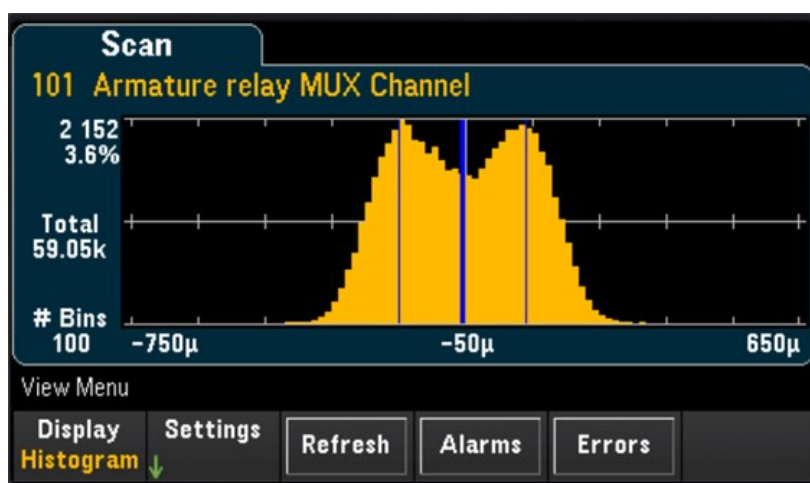 Scan
101 Armature relay MUX Channel
2 152
3.6%
Total
59.05k
# Bins
100
-750µ -50µ 650µ
View Menu
Display Settings Refresh Alarms Errors
Histogram